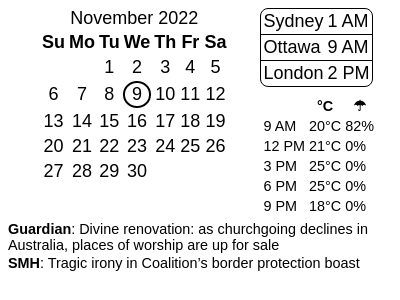 November 2022
Su Mo Tu We Th Fr Sa
1 2 3 4 5
6 7 8 9 10 11 12
13 14 15 16 17 18 19
20 21 22 23 24 25 26
27 28 29 30
Sydney 1 AM
Ottawa 9 AM
London 2 PM
°C ☂
9 AM 20°C 82%
12 PM 21°C 0%
3 PM 25°C 0%
6 PM 25°C 0%
9 PM 18°C 0%
Guardian: Divine renovation: as churchgoing declines in
Australia, places of worship are up for sale
SMH: Tragic irony in Coalition’s border protection boast